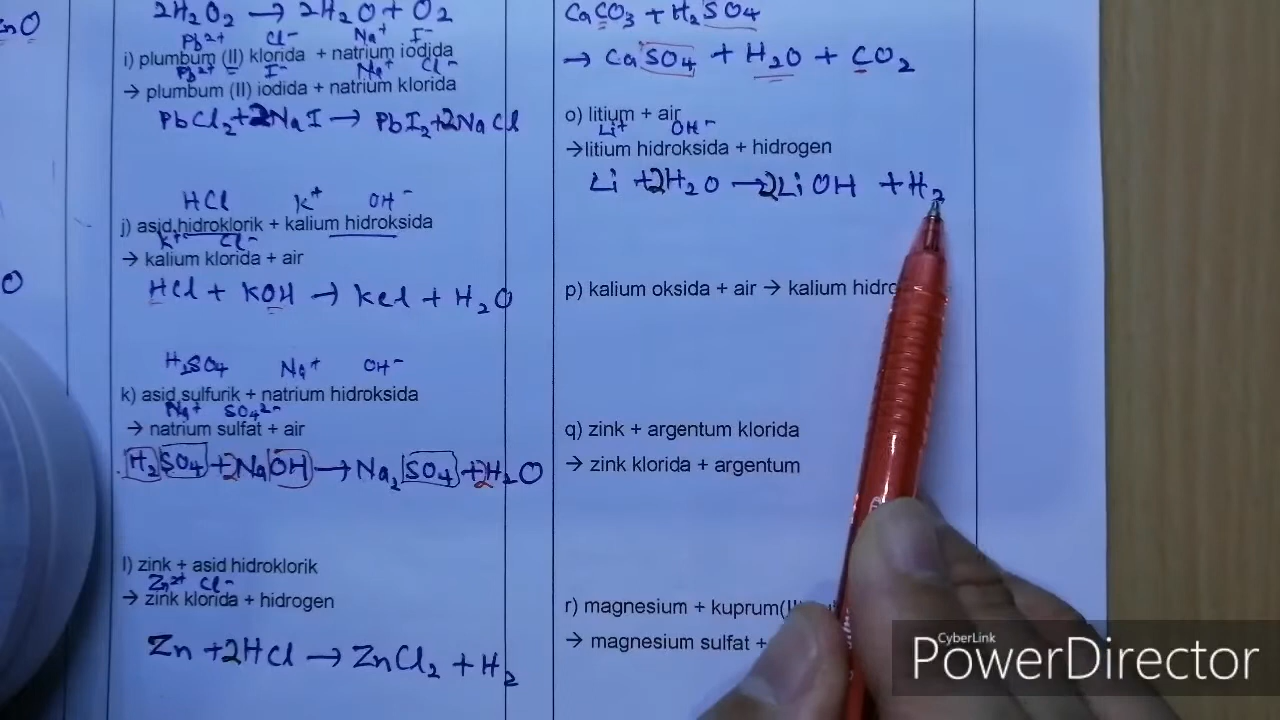 nO
O
2H2O2 → 2H2O + O2
Pb2+ Cl- Na+ I-
i) plumbum (II) klorida + natrium iodida
Pb2+ I- Na+ Cl-
→ plumbum (II) iodida + natrium klorida
PbCl2 + 2NaI → PbI2 + 2NaCl
HCl K+ OH-
j) asid hidroklorik + kalium hidroksida
K+ Cl-
→ kalium klorida + air
HCl + KOH → KCl + H2O
H2SO4 Na+ OH-
k) asid sulfurik + natrium hidroksida
Na+ SO4 2-
→ natrium sulfat + air
H2SO4 + 2NaOH → Na2SO4 + 2H2O
l) zink + asid hidroklorik
Zn2+ Cl-
→ zink klorida + hidrogen
Zn + 2HCl → ZnCl2 + H2
CaCO3 + H2SO4
→ CaSO4 + H2O + CO2
o) litium + air
Li+ OH-
→litium hidroksida + hidrogen
Li + 2H2O → 2LiOH + H2
p) kalium oksida + air → kalium hidro
q) zink + argentum klorida
→ zink klorida + argentum
r) magnesium + kuprum(II)
→ magnesium sulfat +
CyberLink
PowerDirector